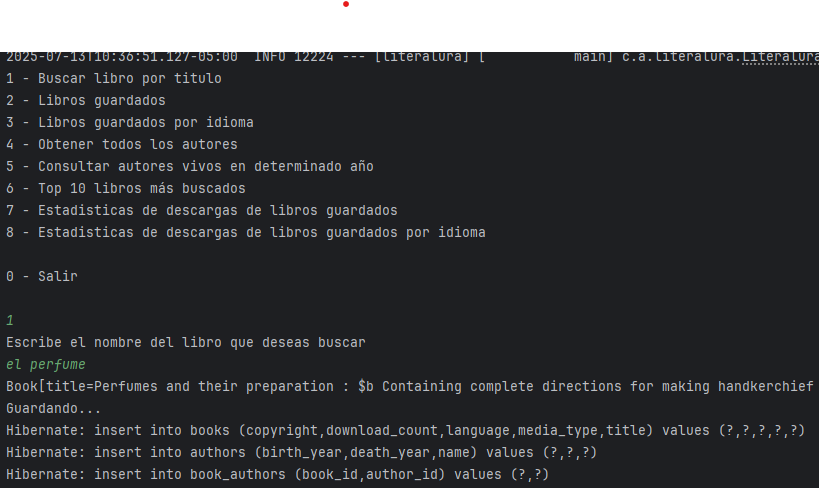 2025-07-13T10:36:51.127-05:00  INFO 12224 --- [literalura] [           main] c.a.literalura.Literalura
1 - Buscar libro por titulo
2 - Libros guardados
3 - Libros guardados por idioma
4 - Obtener todos los autores
5 - Consultar autores vivos en determinado año
6 - Top 10 libros más buscados
7 - Estadisticas de descargas de libros guardados
8 - Estadisticas de descargas de libros guardados por idioma
0 - Salir
1
Escribe el nombre del libro que deseas buscar
el perfume
Book[title=Perfumes and their preparation : $b Containing complete directions for making handkerchief
Guardando...
Hibernate: insert into books (copyright,download_count,language,media_type,title) values (?,?,?,?,?)
Hibernate: insert into authors (birth_year,death_year,name) values (?,?,?)
Hibernate: insert into book_authors (book_id,author_id) values (?,?)